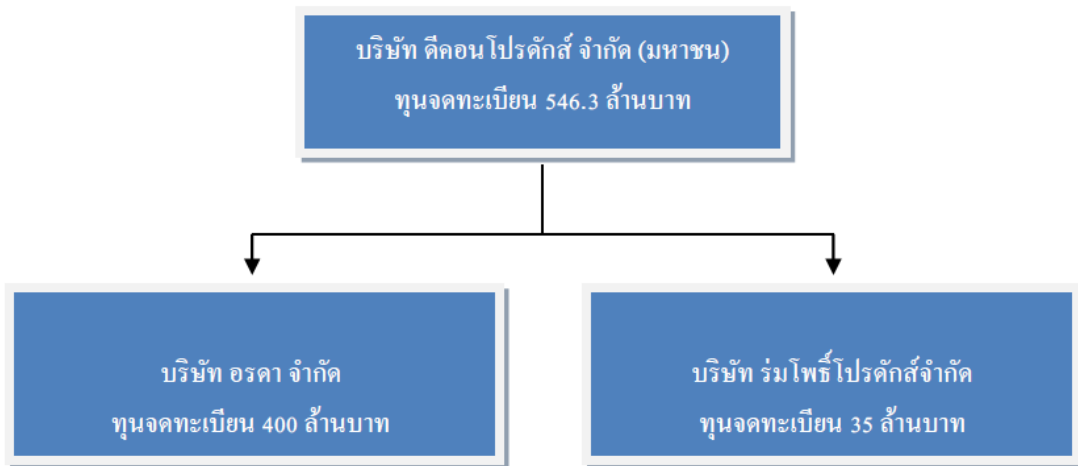 บริษัท ดีคอนโปรดักส์ จำกัด (มหาชน)
ทุนจดทะเบียน 546.3 ล้านบาท
บริษัท อรดา จำกัด
ทุนจดทะเบียน 400 ล้านบาท
บริษัท ร่มโพธิ์โปรดักส์จำกัด
ทุนจดทะเบียน 35 ล้านบาท